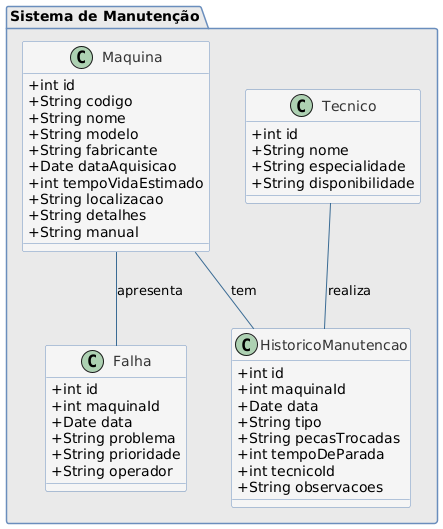 Sistema de Manutenção
C Maquina
+int id
+String codigo
+String nome
+String modelo
+String fabricante
+Date dataAquisicao
+int tempoVidaEstimado
+String localizacao
+String detalhes
+String manual
C Tecnico
+int id
+String nome
+String especialidade
+String disponibilidade
apresenta
tem
realiza
C Falha
+int id
+int maquinaId
+Date data
+String problema
+String prioridade
+String operador
C HistoricoManutencao
+int id
+int maquinaId
+Date data
+String tipo
+String pecasTrocadas
+int tempoDeParada
+int tecnicoId
+String observacoes